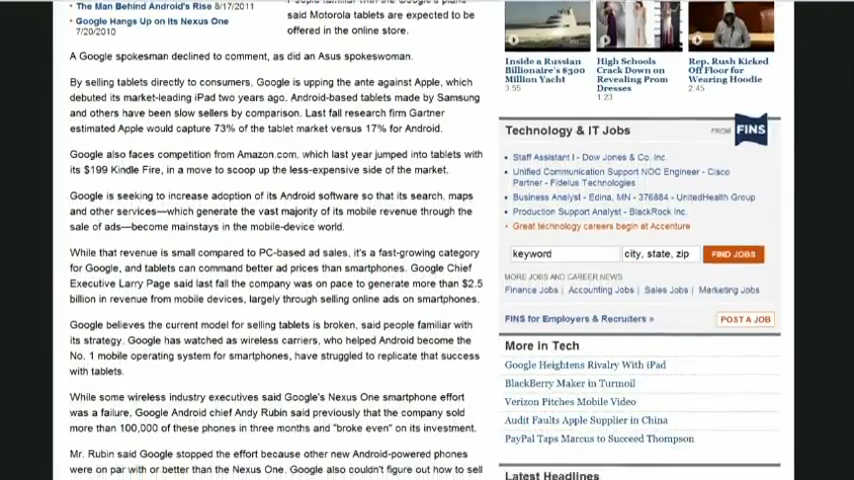 The Man Behind Android's Rise 8/17/2011
Google Hangs Up on Its Nexus One
7/20/2010
said Motorola tablets are expected to be
offered in the online store.
A Google spokesman declined to comment, as did an Asus spokeswoman.
By selling tablets directly to consumers, Google is upping the ante against Apple, which
debuted its market-leading iPad two years ago. Android-based tablets made by Samsung
and others have been slow sellers by comparison. Last fall research firm Gartner
estimated Apple would capture 73% of the tablet market versus 17% for Android.
Google also faces competition from Amazon.com, which last year jumped into tablets with
its $199 Kindle Fire, in a move to scoop up the less-expensive side of the market.
Google is seeking to increase adoption of its Android software so that its search, maps
and other services—which generate the vast majority of its mobile revenue through the
sale of ads—become mainstays in the mobile-device world.
While that revenue is small compared to PC-based ad sales, it's a fast-growing category
for Google, and tablets can command better ad prices than smartphones. Google Chief
Executive Larry Page said last fall the company was on pace to generate more than $2.5
billion in revenue from mobile devices, largely through selling online ads on smartphones.
Google believes the current model for selling tablets is broken, said people familiar with
its strategy. Google has watched as wireless carriers, who helped Android become the
No. 1 mobile operating system for smartphones, have struggled to replicate that success
with tablets.
While some wireless industry executives said Google's Nexus One smartphone effort
was a failure, Google Android chief Andy Rubin said previously that the company sold
more than 100,000 of these phones in three months and "broke even" on its investment.
Mr. Rubin said Google stopped the effort because other new Android-powered phones
were on par with or better than the Nexus One. Google also couldn't figure out how to sell
Inside a Russian
Billionaire's $300
Million Yacht
3:55
High Schools
Crack Down on
Revealing Prom
Dresses
1:23
Rep. Rush Kicked
Off Floor for
Wearing Hoodie
2:45
Technology & IT Jobs
FROM FINS
Staff Assistant I - Dow Jones & Co. Inc.
Unified Communication Support NOC Engineer - Cisco
Partner - Fidelus Technologies
Business Analyst - Edina, MN - 376884 - UnitedHealth Group
Production Support Analyst - BlackRock Inc.
Great technology careers begin at Accenture
keyword
city, state, zip
FIND JOBS
MORE JOBS AND CAREER NEWS
Finance Jobs | Accounting Jobs | Sales Jobs | Marketing Jobs
FINS for Employers & Recruiters »
POST A JOB
More in Tech
Google Heightens Rivalry With iPad
BlackBerry Maker in Turmoil
Verizon Pitches Mobile Video
Audit Faults Apple Supplier in China
PayPal Taps Marcus to Succeed Thompson
Latest Headlines